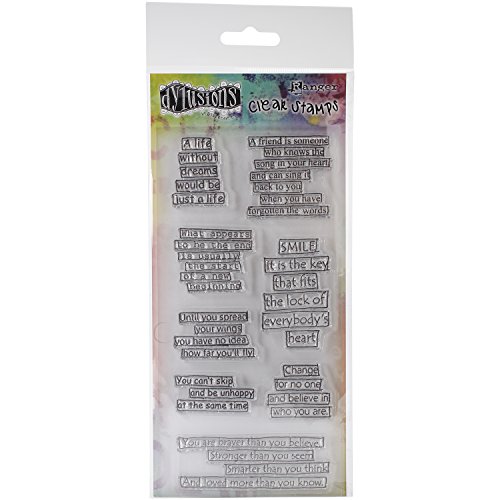 dylusions
Ranger
clear stamps
A life
without
dreams
would be
just a life
A friend is someone
who knows the
song in your heart
and can sing it
back to you
when you have
forgotten the words
What appears
to be the end
is usually
the start
of a new
beginning
SMILE
it is the key
that fits
the lock of
everybody's
heart
Until you spread
your wings
you have no idea
how far you'll fly
You can't skip
and be unhappy
at the same time
Change
for no one
and believe in
who you are.
You are braver than you believe,
Stronger than you seem
Smarter than you think
And loved more than you know.